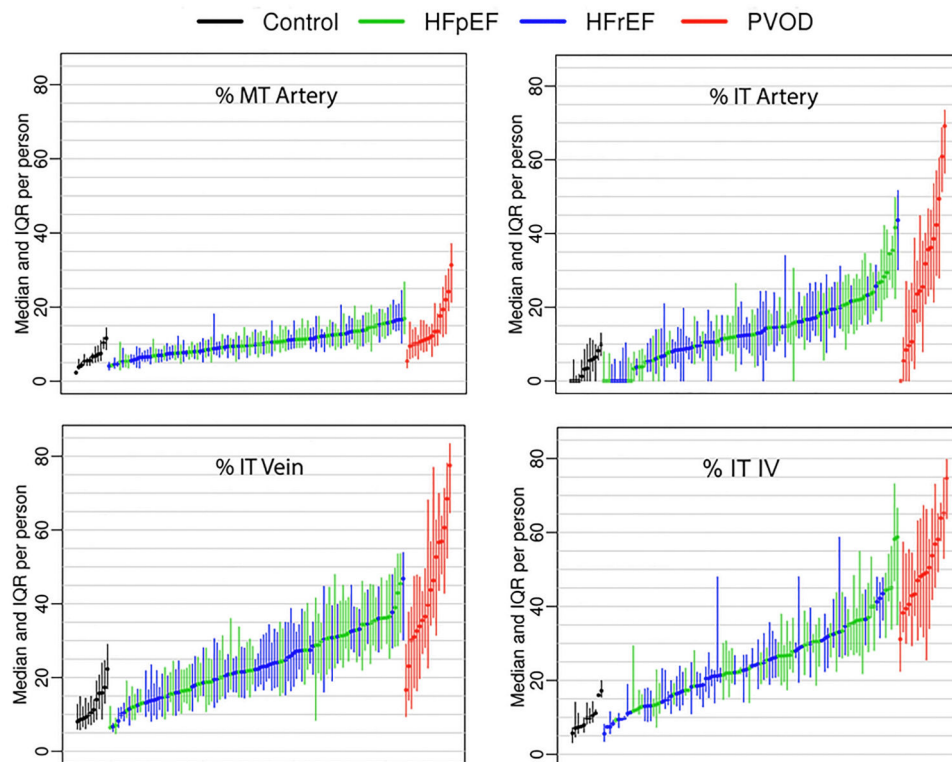 Control HFpEF HFrEF PVOD
% MT Artery
Median and IQR per person
0 20 40 60 80
% IT Artery
Median and IQR per person
0 20 40 60 80
% IT Vein
Median and IQR per person
0 20 40 60 80
% IT IV
Median and IQR per person
0 20 40 60 80